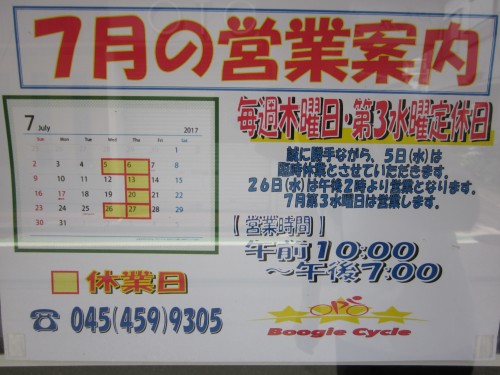 7月の営業案内
毎週木曜日・第3水曜定休日
7 July 2017
Sun Mon Tue Wed Thu Fri Sat
1
2 3 4 5 6 7 8
9 10 11 12 13 14 15
16 17 18 19 20 21 22
23 24 25 26 27 28 29
30 31
誠に勝手ながら、5日(水)は
臨時休業とさせていただきます。
26日(水)は午後2時より営業となります。
7月第3水曜日は営業します。
【営業時間】
午前10:00
～午後7:00
休業日
☎ 045(459)9305
Boogie Cycle